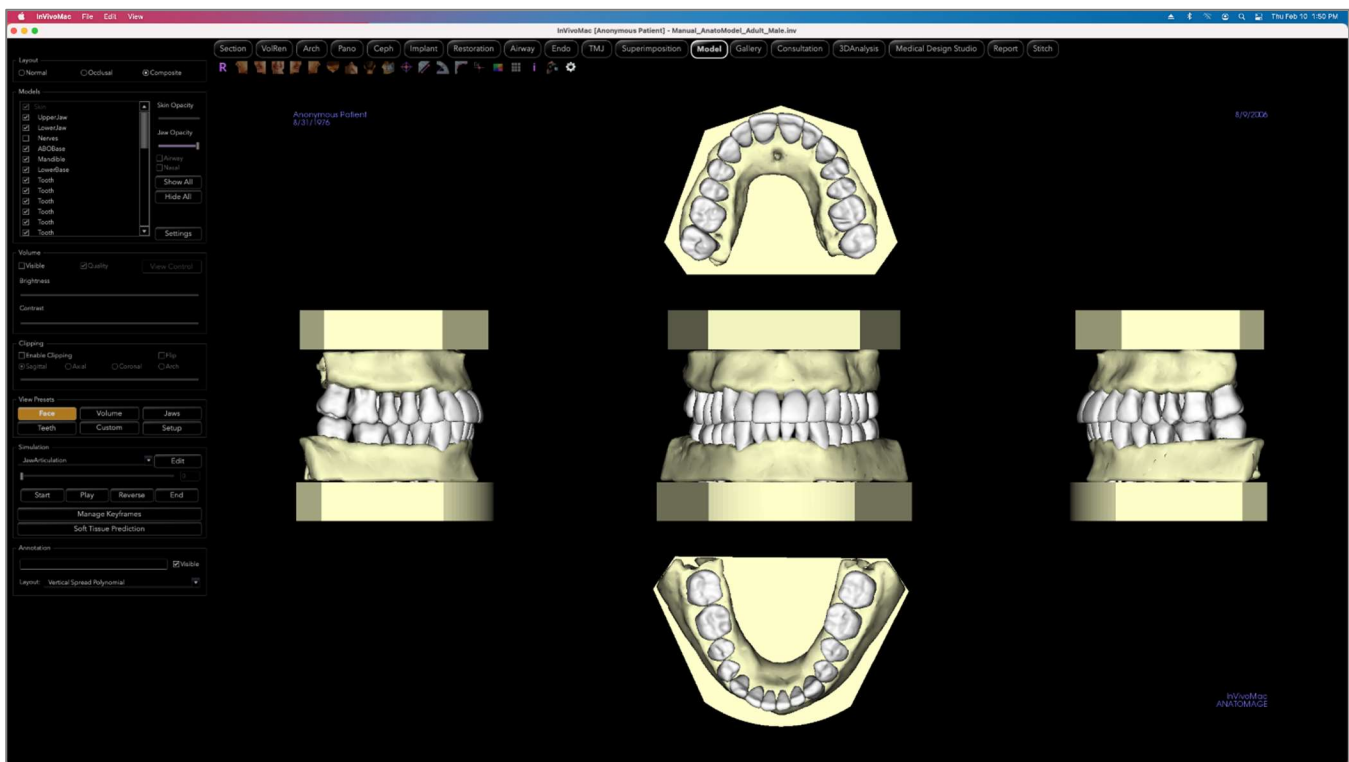 InVivoMac File Edit View
Thu Feb 10 1:50 PM
InVivoMac [Anonymous Patient] - Manual_AnatoModel_Adult_Male.inv
Section VolRen Arch Pano Ceph Implant Restoration Airway Endo TMJ Superimposition Model Gallery Consultation 3DAnalysis Medical Design Studio Report Stitch
R
Layout
Normal Occlusal Composite
Models
Skin
UpperJaw
LowerJaw
Nerves
ABOBase
Mandible
LowerBase
Tooth
Tooth
Tooth
Tooth
Tooth
Tooth
Skin Opacity
Jaw Opacity
Airway
Nasal
Show All
Hide All
Settings
Volume
Visible Quality View Control
Brightness
Contrast
Clipping
Enable Clipping Flip
Sagittal Axial Coronal Arch
View Presets
Face Volume Jaws
Teeth Custom Setup
Simulation
JawArticulation Edit
Start Play Reverse End
Manage Keyframes
Soft Tissue Prediction
Annotation
Visible
Layout: Vertical Spread Polynomial
Anonymous Patient
8/31/1976
8/9/2006
InVivoMac
ANATOMAGE